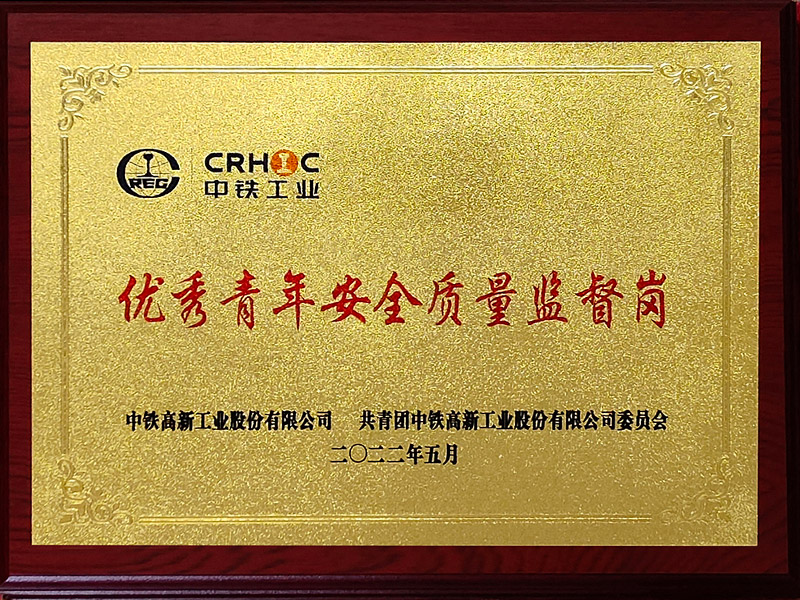 CREC
CRHIC
中铁工业
优秀青年安全质量监督岗
中铁高新工业股份有限公司 共青团中铁高新工业股份有限公司委员会
二〇二二年五月